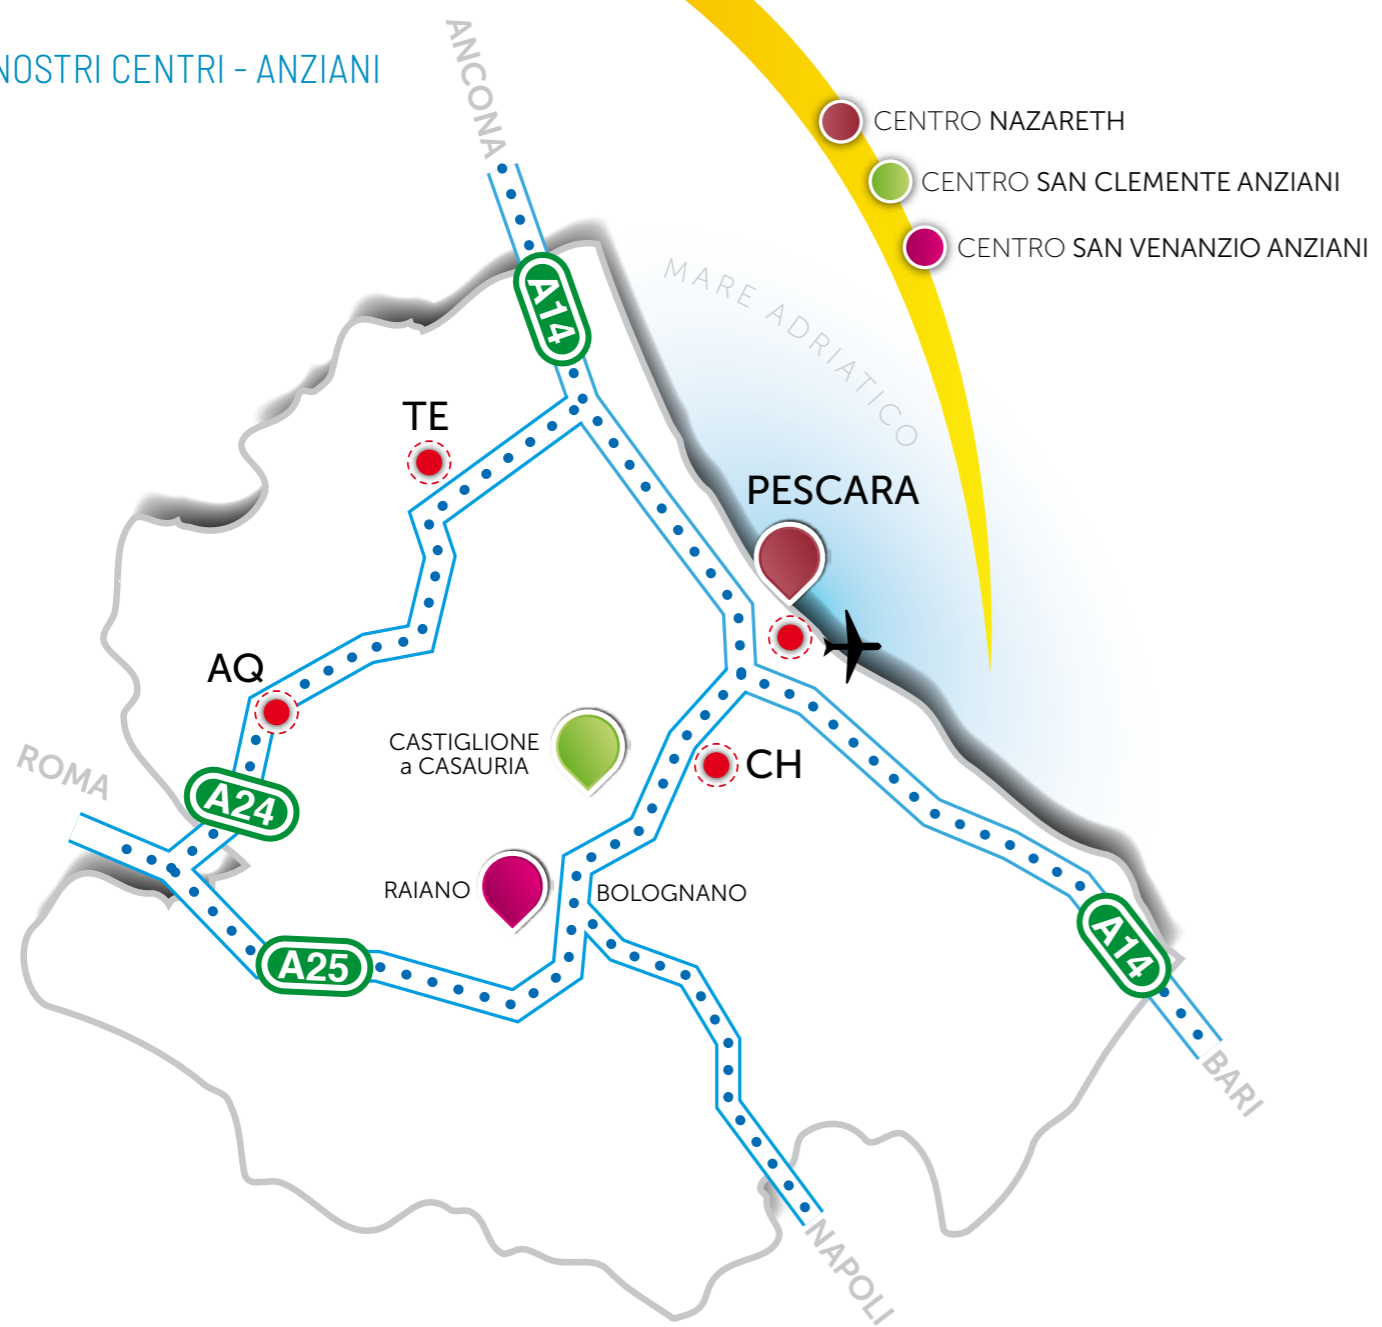 NOSTRI CENTRI - ANZIANI
ANCONA
CENTRO NAZARETH
CENTRO SAN CLEMENTE ANZIANI
CENTRO SAN VENANZIO ANZIANI
MARE ADRIATICO
A14
TE
PESCARA
AQ
CASTIGLIONE
a CASAURIA
CH
ROMA
A24
RAIANO
BOLOGNANO
A25
A14
BARI
NAPOLI